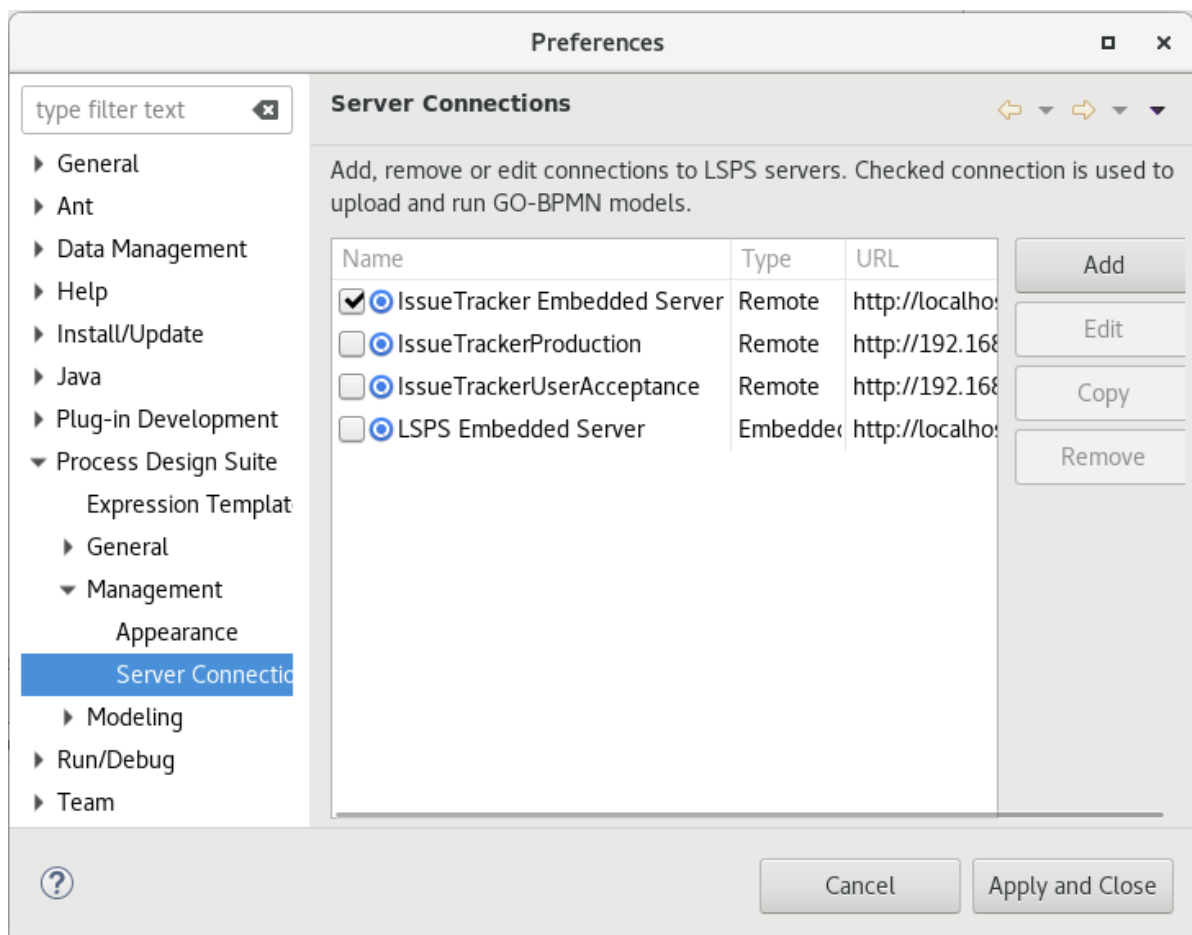 Preferences
type filter text
Server Connections
General
Ant
Data Management
Help
Install/Update
Java
Plug-in Development
Process Design Suite
Expression Templat
General
Management
Appearance
Server Connectio
Modeling
Run/Debug
Team
Add, remove or edit connections to LSPS servers. Checked connection is used to
upload and run GO-BPMN models.
Name Type URL
IssueTracker Embedded Server Remote http://localhos
IssueTrackerProduction Remote http://192.168
IssueTrackerUserAcceptance Remote http://192.168
LSPS Embedded Server Embedded http://localhos
Add
Edit
Copy
Remove
?
Cancel
Apply and Close